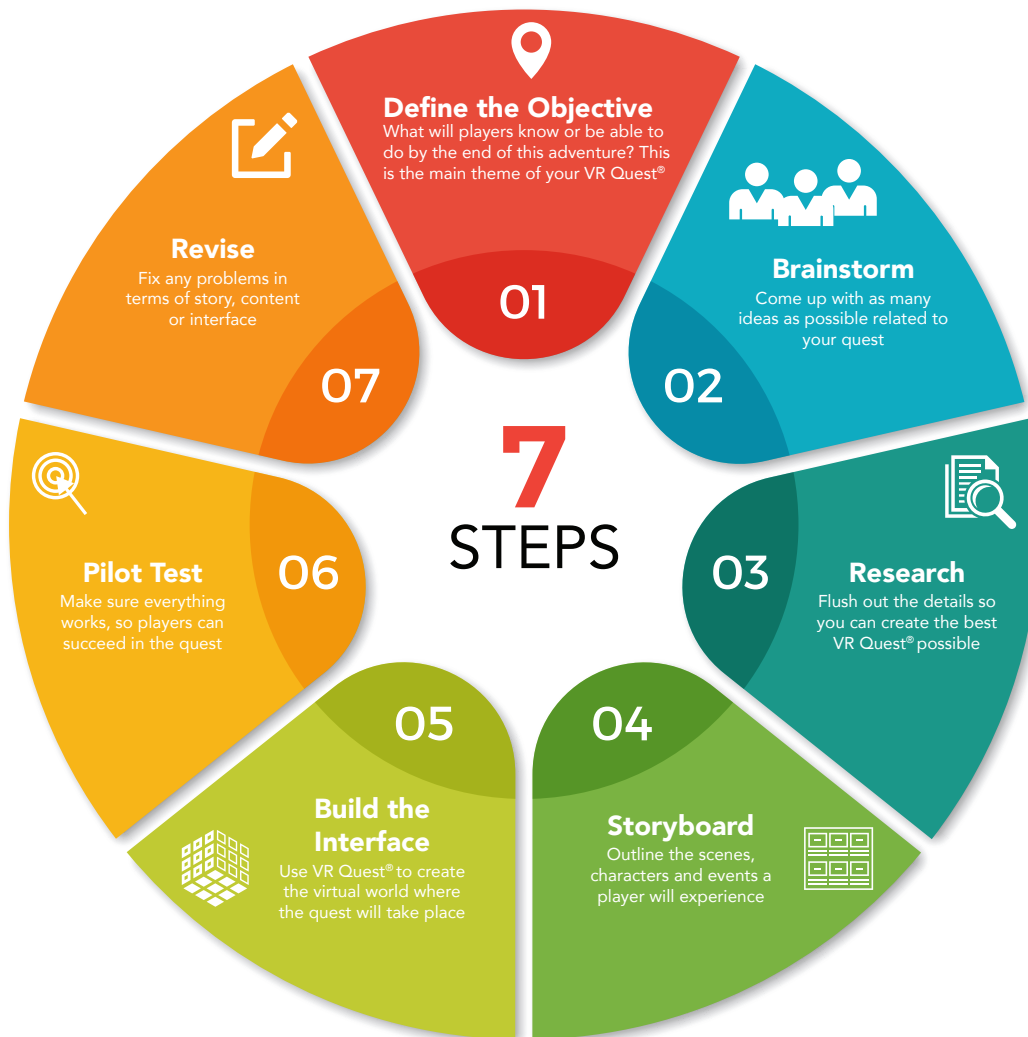 Define the Objective
What will players know or be able to
do by the end of this adventure? This
is the main theme of your VR Quest®
01
Brainstorm
Come up with as many
ideas as possible related to
your quest
02
Research
Flush out the details so
you can create the best
VR Quest® possible
03
Storyboard
Outline the scenes,
characters and events a
player will experience
04
Build the
Interface
Use VR Quest® to create
the virtual world where
the quest will take place
05
Pilot Test
Make sure everything
works, so players can
succeed in the quest
06
Revise
Fix any problems in
terms of story, content
or interface
07
7
STEPS